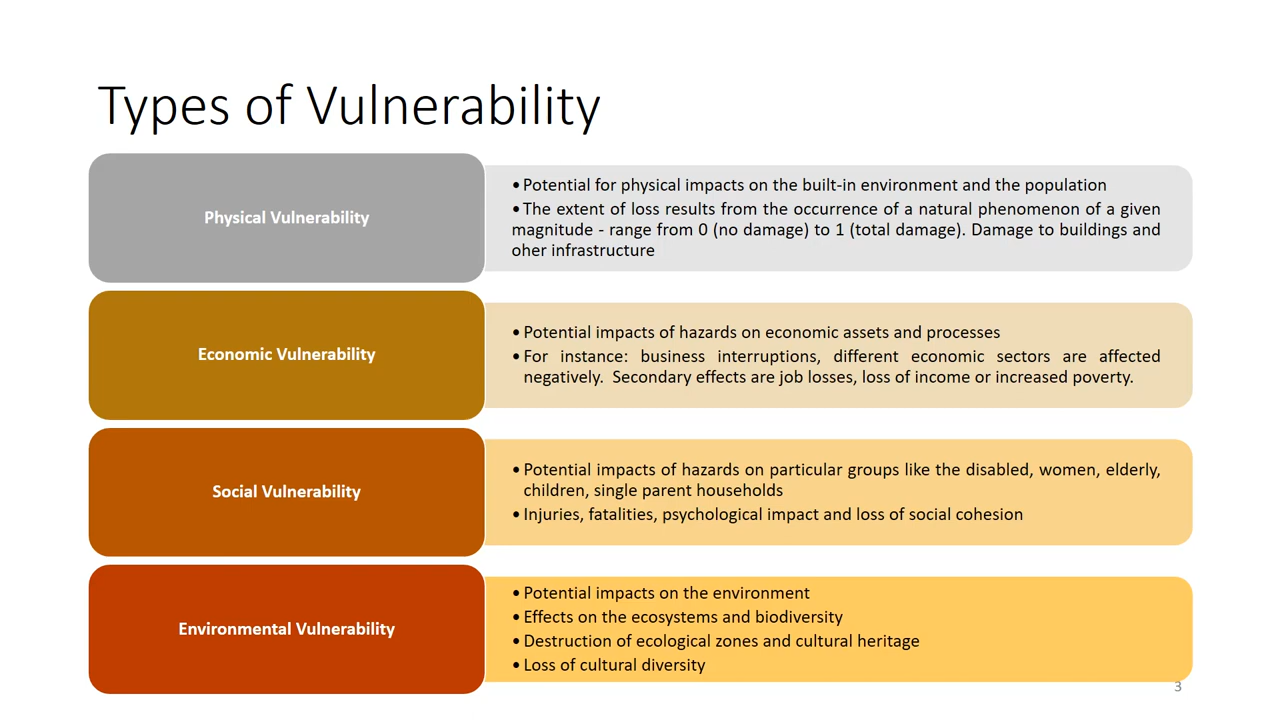 Types of Vulnerability
Physical Vulnerability
•Potential for physical impacts on the built-in environment and the population
•The extent of loss results from the occurrence of a natural phenomenon of a given
magnitude - range from 0 (no damage) to 1 (total damage). Damage to buildings and
oher infrastructure
Economic Vulnerability
•Potential impacts of hazards on economic assets and processes
•For instance: business interruptions, different economic sectors are affected
negatively. Secondary effects are job losses, loss of income or increased poverty.
Social Vulnerability
•Potential impacts of hazards on particular groups like the disabled, women, elderly,
children, single parent households
•Injuries, fatalities, psychological impact and loss of social cohesion
Environmental Vulnerability
•Potential impacts on the environment
•Effects on the ecosystems and biodiversity
•Destruction of ecological zones and cultural heritage
•Loss of cultural diversity
3